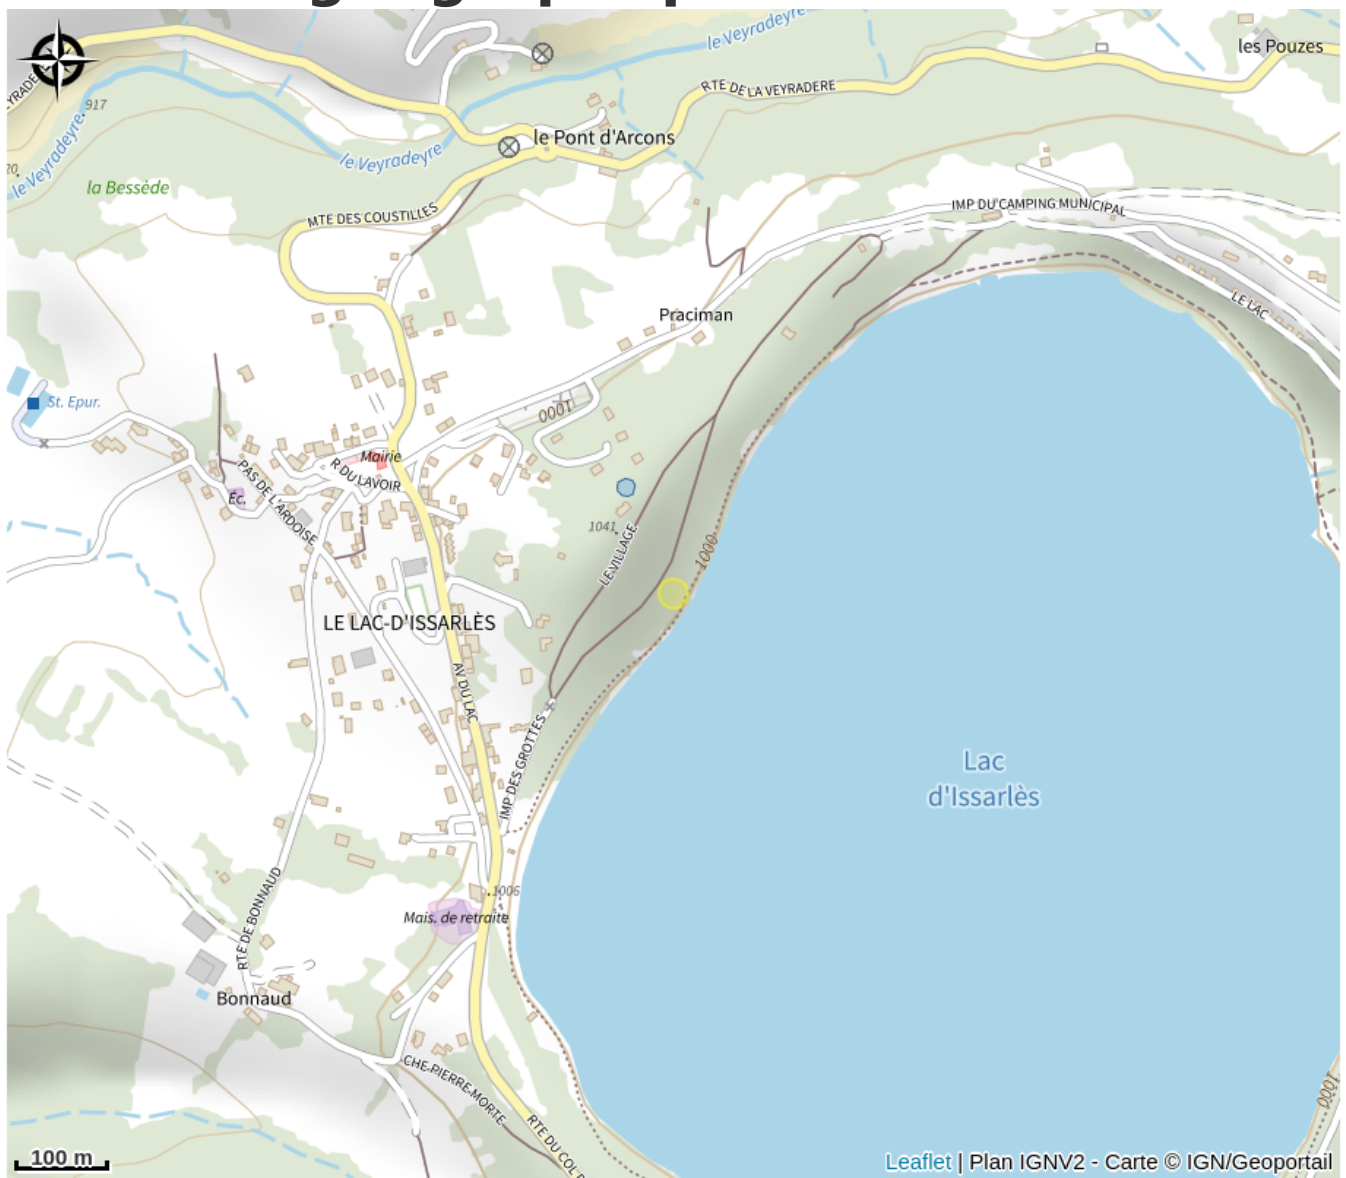 le Veyradeyre
les Pouzes
RTE DE LA VEYRADERE
917
le Pont d'Arcons
le Veyradeyre
le Veyradeyre
20
la Bessède
MTE DES COUSTILLES
IMP DU CAMPING MUNICIPAL
LE LAC
Praciman
St. Epur.
1000
Mairie
R DU LAVOIR
PAS DE L'ARDOISE
Éc.
1041
LE VILLAGE
1000
LE LAC-D'ISSARLÈS
AV DU LAC
IMP DES GROTTES
Lac
d'Issarlès
RTE DE BONNAUD
1006
Mais. de retraite
Bonnaud
CHE PIERRE MORTE
RTE DU COL
1000
100 m
Leaflet | Plan IGNV2 - Carte © IGN/Geoportail